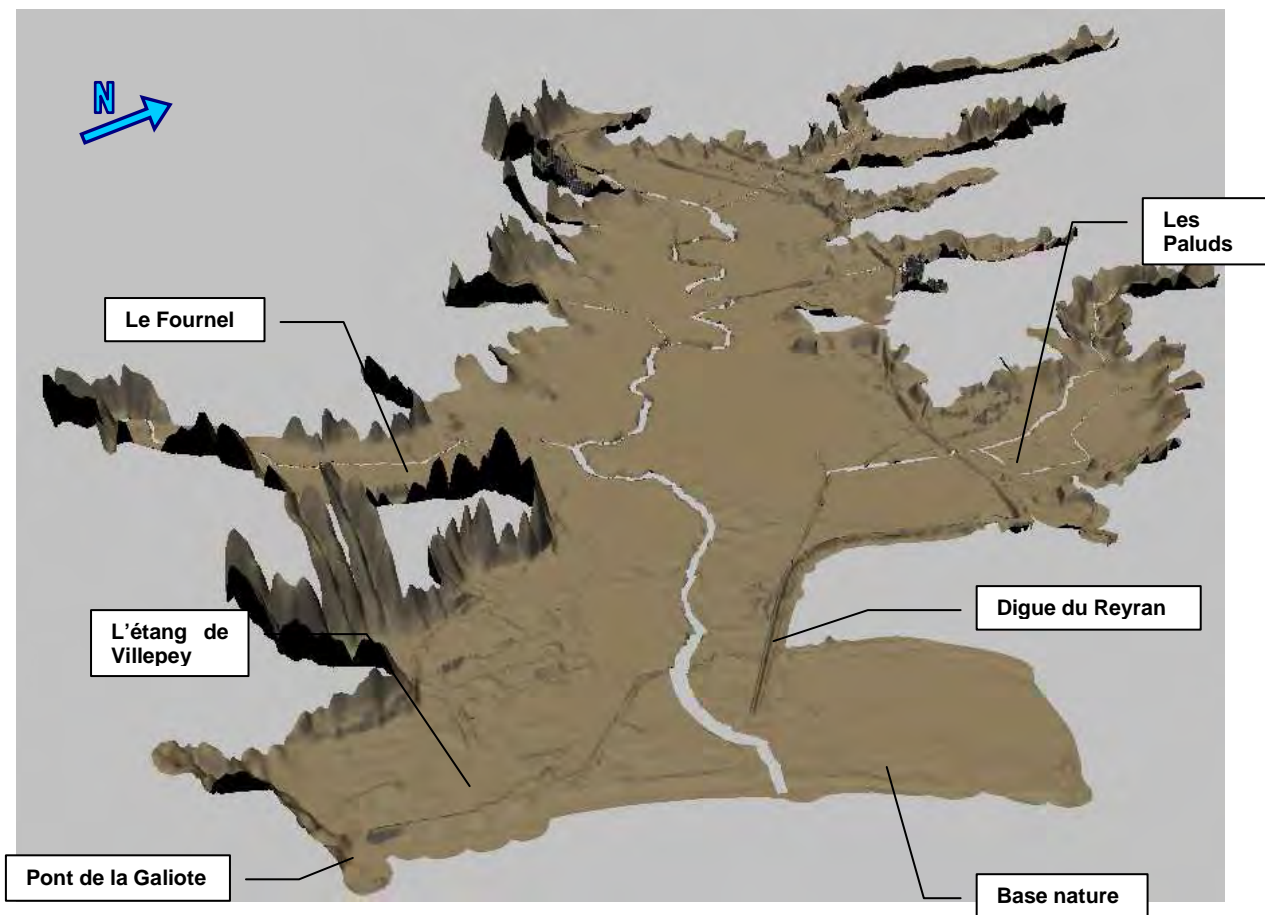 N
Les
Paluds
Le Fournel
Digue du Reyran
L'étang de
Villepey
Pont de la Galiote
Base nature